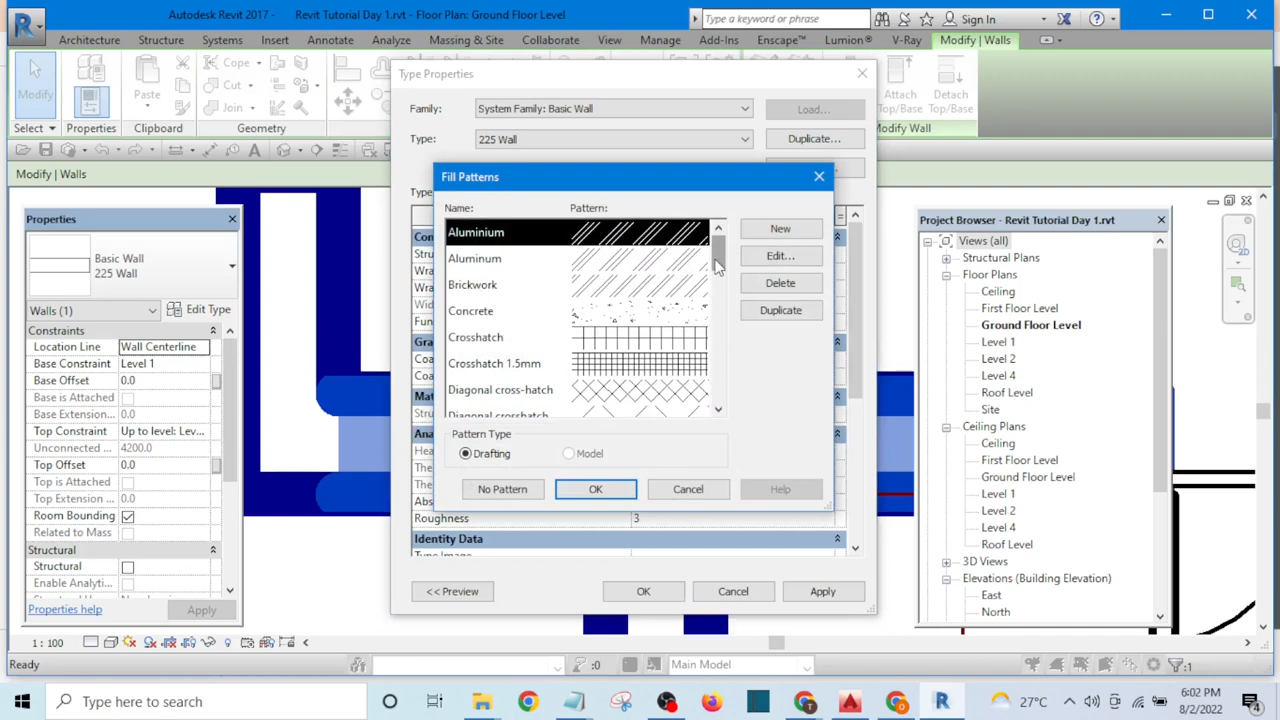 Autodesk Revit 2017 - Revit Tutorial Day 1.rvt - Floor Plan: Ground Floor Level
Type a keyword or phrase
Sign In
Architecture Structure Systems Insert Annotate Analyze Massing & Site Collaborate View Manage Add-Ins Enscape™ Lumion® V-Ray Modify | Walls
Modify
Paste
Cope
Cut
Join
Attach Top/Base
Detach Top/Base
Select Properties Clipboard Geometry
Modify Wall
Modify | Walls
Properties
Basic Wall
225 Wall
Walls (1) Edit Type
Constraints
Location Line Wall Centerline
Base Constraint Level 1
Base Offset 0.0
Base is Attached
Base Extension...
Top Constraint Up to level: Lev...
Unconnected ... 4200.0
Top Offset 0.0
Top is Attached
Top Extension ...
Room Bounding
Related to Mass
Structural
Structural
Enable Analyti...
Properties help Apply
Type Properties
Family: System Family: Basic Wall Load...
Type: 225 Wall Duplicate...
Roughness 3
Identity Data
Type Image
<< Preview OK Cancel Apply
Fill Patterns
Name: Pattern:
Aluminium
Aluminum
Brickwork
Concrete
Crosshatch
Crosshatch 1.5mm
Diagonal cross-hatch
Diagonal crosshatch
New
Edit...
Delete
Duplicate
Pattern Type
Drafting Model
No Pattern OK Cancel Help
Project Browser - Revit Tutorial Day 1.rvt
Views (all)
Structural Plans
Floor Plans
Ceiling
First Floor Level
Ground Floor Level
Level 1
Level 2
Level 4
Roof Level
Site
Ceiling Plans
Ceiling
First Floor Level
Ground Floor Level
Level 1
Level 2
Level 4
Roof Level
3D Views
Elevations (Building Elevation)
East
North
1 : 100
Ready
:0
Main Model
:1
Type here to search
27°C
6:02 PM
8/2/2022
4